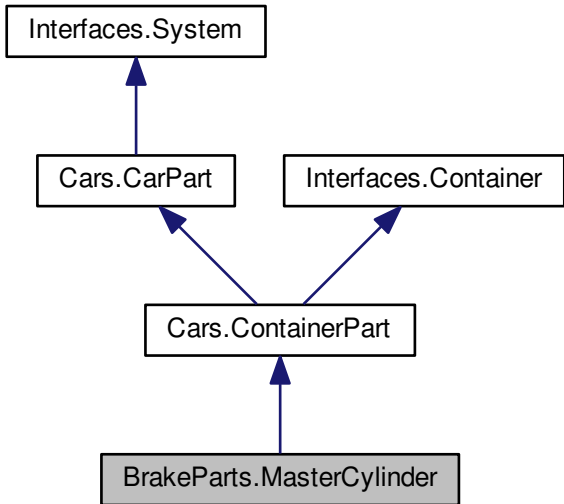 Interfaces.System
Cars.CarPart
Interfaces.Container
Cars.ContainerPart
BrakeParts.MasterCylinder